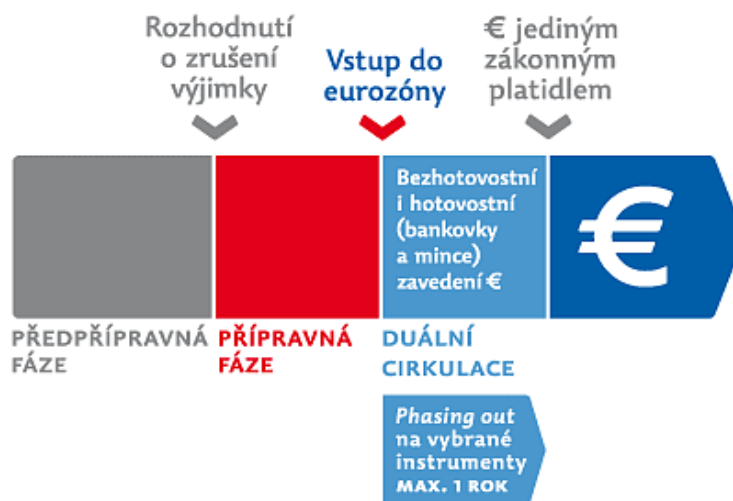 Rozhodnutí
o zrušení
výjimky
Vstup do
eurozóny
€ jediným
zákonným
platidlem
Bezhotovostní
i hotovostní
(bankovky
a mince)
zavedení €
€
PŘEDPŘÍPRAVNÁ
FÁZE
PŘÍPRAVNÁ
FÁZE
DUÁLNÍ
CIRKULACE
Phasing out
na vybrané
instrumenty
MAX. 1 ROK